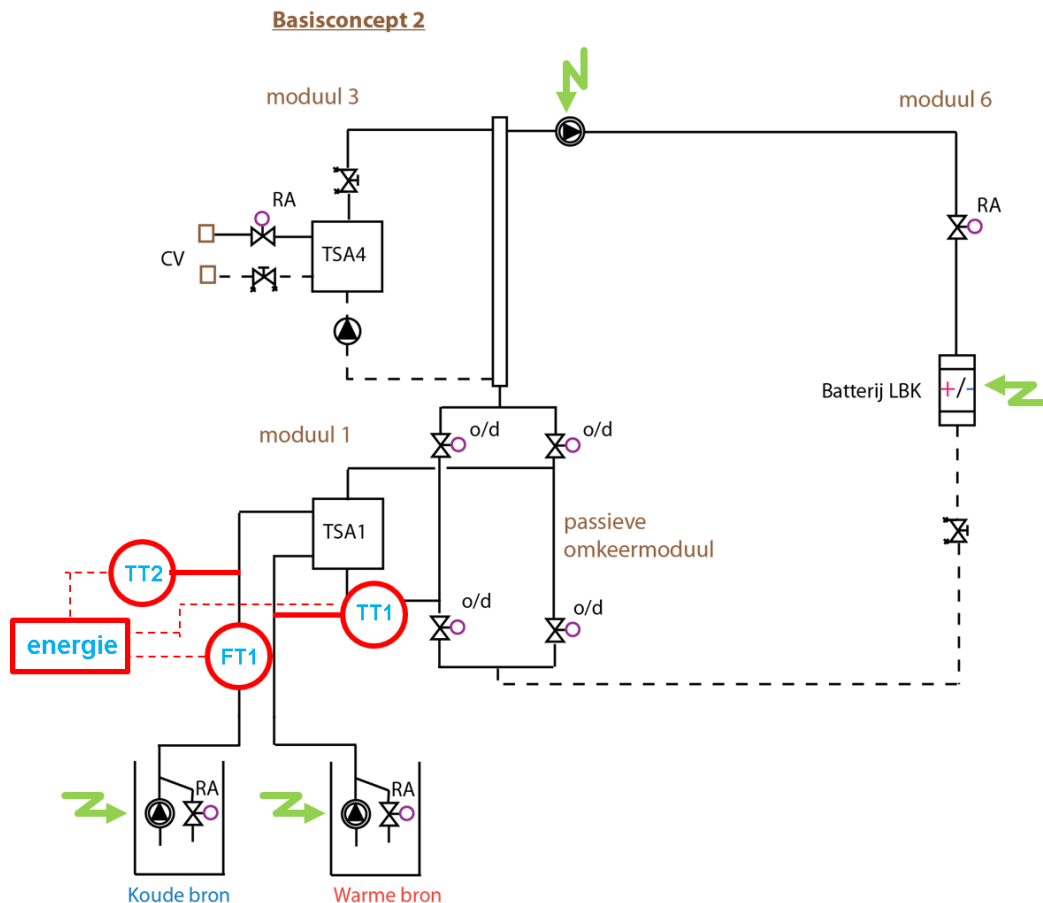 Basisconcept 2
moduul 3
moduul 6
RA
RA
TSA4
CV
Batterij LBK
+/-
o/d
o/d
moduul 1
TSA1
passieve
omkeermoduul
TT2
TT1
o/d
o/d
energie
FT1
RA
RA
Koude bron
Warme bron